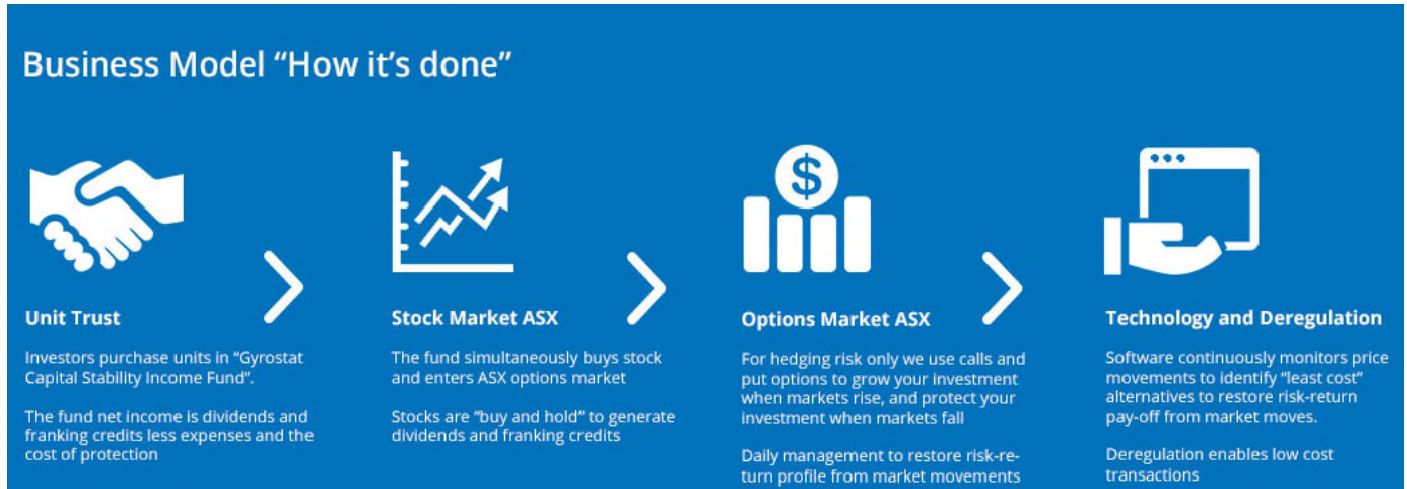 Business Model “How it’s done”
Unit Trust
Investors purchase units in “Gyrostat
Capital Stability Income Fund”.
The fund net income is dividends and
franking credits less expenses and the
cost of protection
Stock Market ASX
The fund simultaneously buys stock
and enters ASX options market
Stocks are “buy and hold” to generate
dividends and franking credits
$
Options Market ASX
For hedging risk only we use calls and
put options to grow your investment
when markets rise, and protect your
investment when markets fall
Daily management to restore risk-re-
turn profile from market movements
Technology and Deregulation
Software continuously monitors price
movements to identify “least cost”
alternatives to restore risk-return
pay-off from market moves.
Deregulation enables low cost
transactions